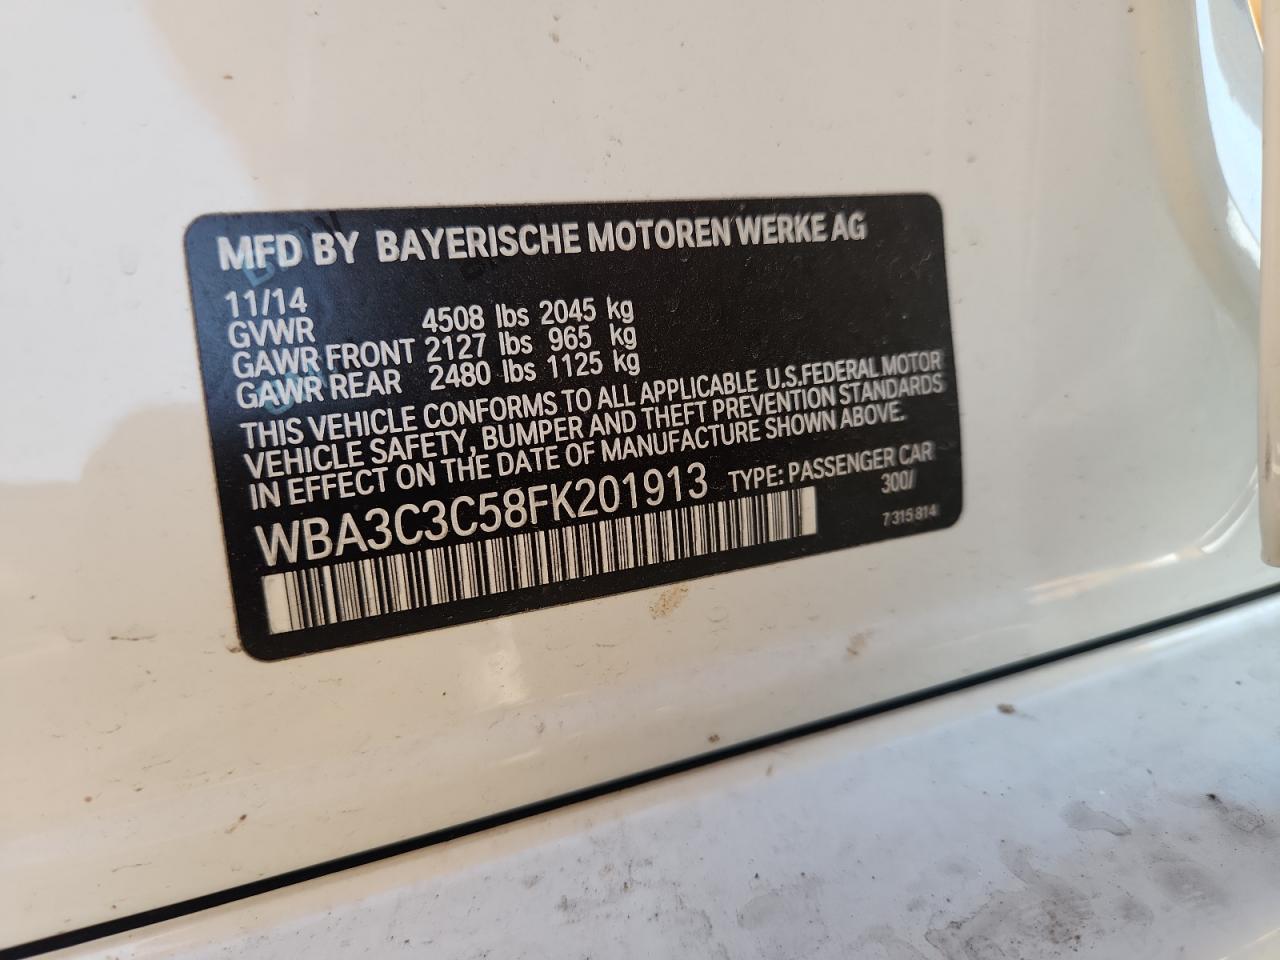 MFD BY BAYERISCHE MOTOREN WERKE AG
11/14
GVWR 4508 lbs 2045 kg
GAWR FRONT 2127 lbs 965 kg
GAWR REAR 2480 lbs 1125 kg
THIS VEHICLE CONFORMS TO ALL APPLICABLE U.S.FEDERAL MOTOR
VEHICLE SAFETY, BUMPER AND THEFT PREVENTION STANDARDS
IN EFFECT ON THE DATE OF MANUFACTURE SHOWN ABOVE.
WBA3C3C58FK201913 TYPE: PASSENGER CAR
300/
7 315 814